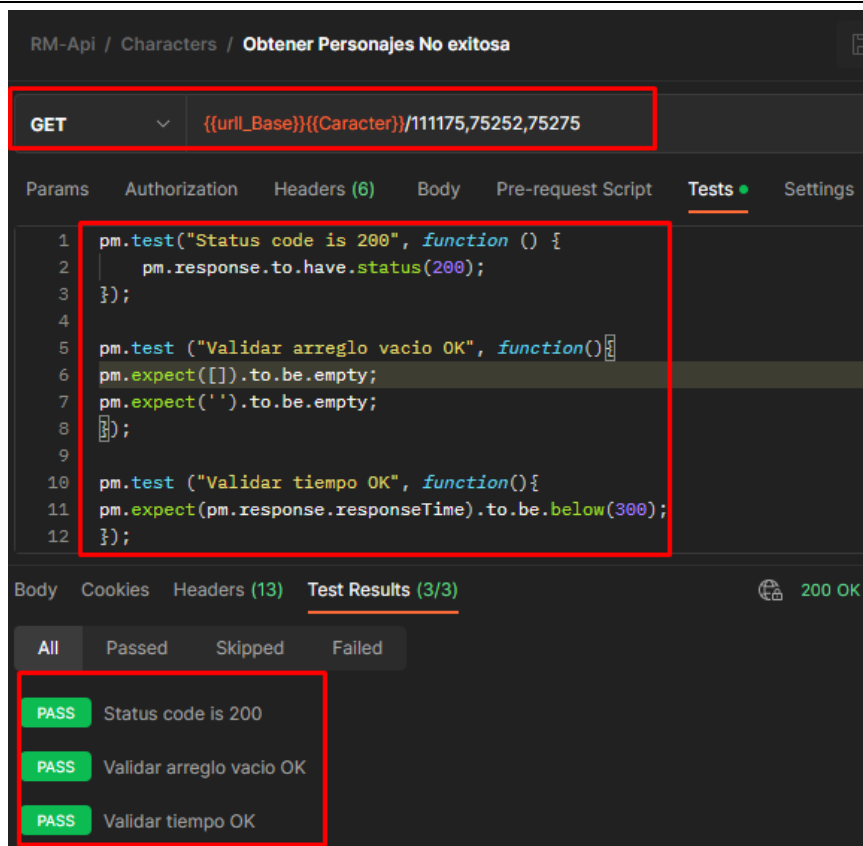 RM-Api / Characters / Obtener Personajes No exitosa
GET {{urll_Base}}{{Caracter}}/111175,75252,75275
Params Authorization Headers (6) Body Pre-request Script Tests Settings
1 pm.test("Status code is 200", function () {
2 pm.response.to.have.status(200);
3 });
4
5 pm.test ("Validar arreglo vacio OK", function(){
6 pm.expect([]).to.be.empty;
7 pm.expect('').to.be.empty;
8 });
9
10 pm.test ("Validar tiempo OK", function(){
11 pm.expect(pm.response.responseTime).to.be.below(300);
12 });
Body Cookies Headers (13) Test Results (3/3) 200 OK
All Passed Skipped Failed
PASS Status code is 200
PASS Validar arreglo vacio OK
PASS Validar tiempo OK